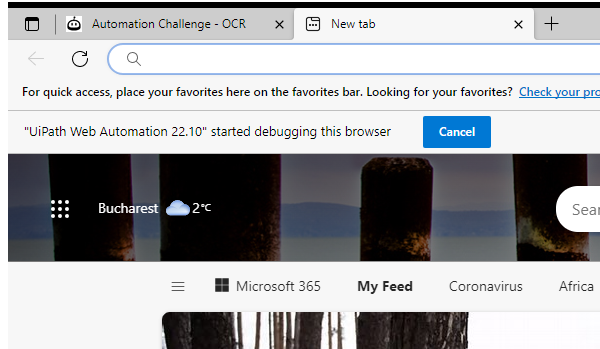 Automation Challenge - OCR New tab
For quick access, place your favorites here on the favorites bar. Looking for your favorites? Check your pro
"UiPath Web Automation 22.10" started debugging this browser Cancel
Bucharest 2°C Sear
Microsoft 365 My Feed Coronavirus Africa